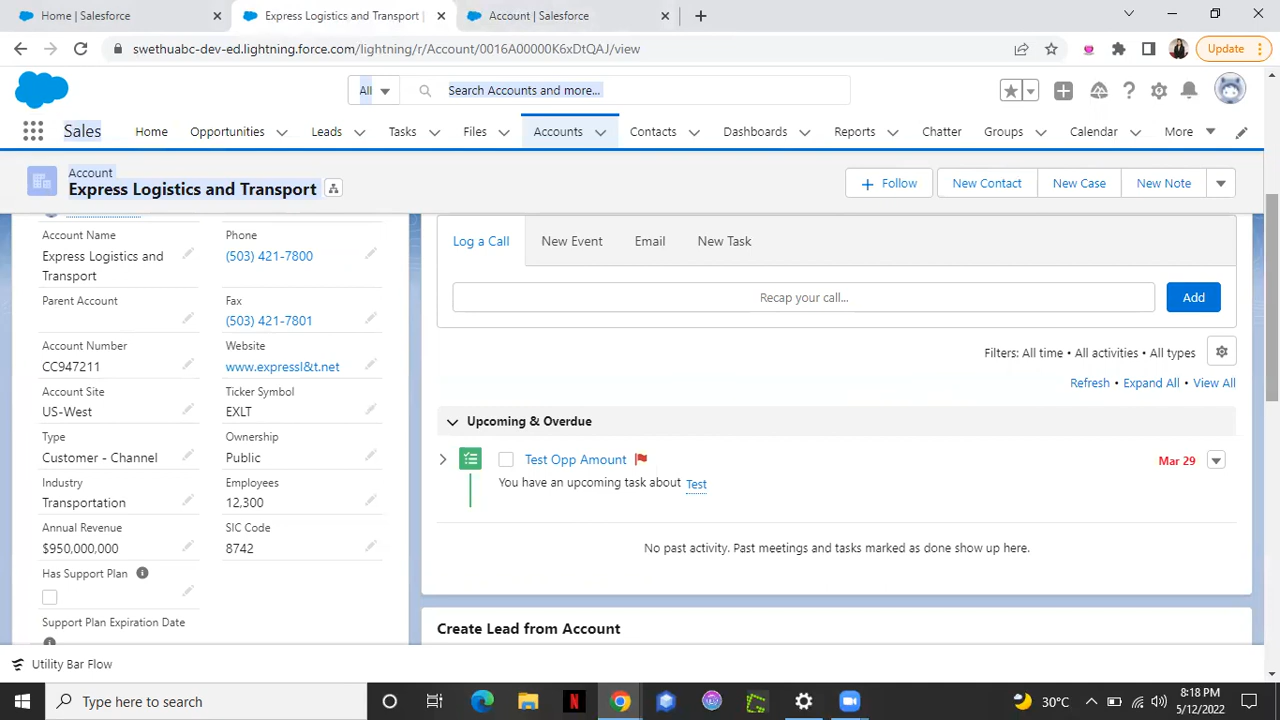 Home | Salesforce
Express Logistics and Transport |
Account | Salesforce
swethuabc-dev-ed.lightning.force.com/lightning/r/Account/0016A00000K6xDtQAJ/view
Update
All
Search Accounts and more...
Sales
Home
Opportunities
Leads
Tasks
Files
Accounts
Contacts
Dashboards
Reports
Chatter
Groups
Calendar
More
Account
Express Logistics and Transport
Follow
New Contact
New Case
New Note
Account Name
Express Logistics and
Transport
Phone
(503) 421-7800
Parent Account
Fax
(503) 421-7801
Account Number
CC947211
Website
www.expressl&t.net
Account Site
US-West
Ticker Symbol
EXLT
Type
Customer - Channel
Ownership
Public
Industry
Transportation
Employees
12,300
Annual Revenue
$950,000,000
SIC Code
8742
Has Support Plan
Support Plan Expiration Date
Log a Call
New Event
Email
New Task
Recap your call...
Add
Filters: All time • All activities • All types
Refresh • Expand All • View All
Upcoming & Overdue
Test Opp Amount
Mar 29
You have an upcoming task about Test
No past activity. Past meetings and tasks marked as done show up here.
Create Lead from Account
Utility Bar Flow
Type here to search
30°C
8:18 PM
5/12/2022